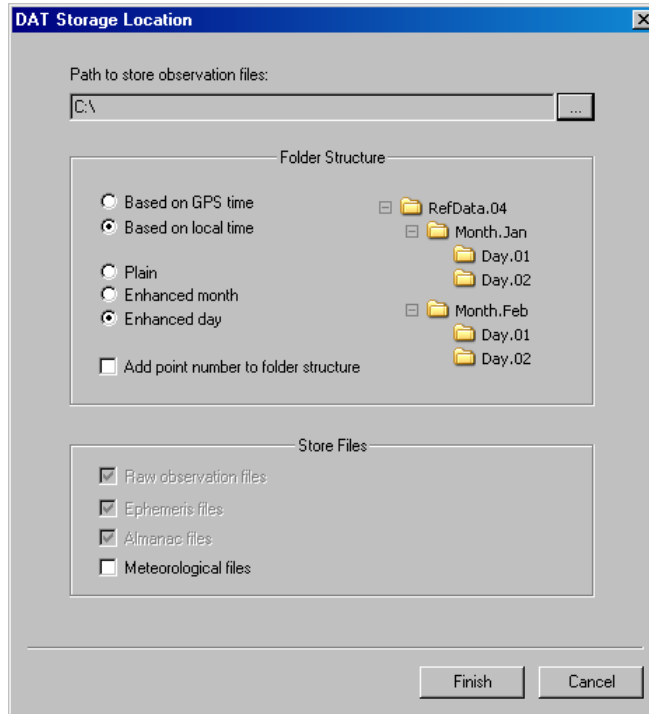 DAT Storage Location
Path to store observation files:
C:\
...
Folder Structure
Based on GPS time
Based on local time
Plain
Enhanced month
Enhanced day
Add point number to folder structure
RefData.04
Month.Jan
Day.01
Day.02
Month.Feb
Day.01
Day.02
Store Files
Raw observation files
Ephemeris files
Almanac files
Meteorological files
Finish
Cancel